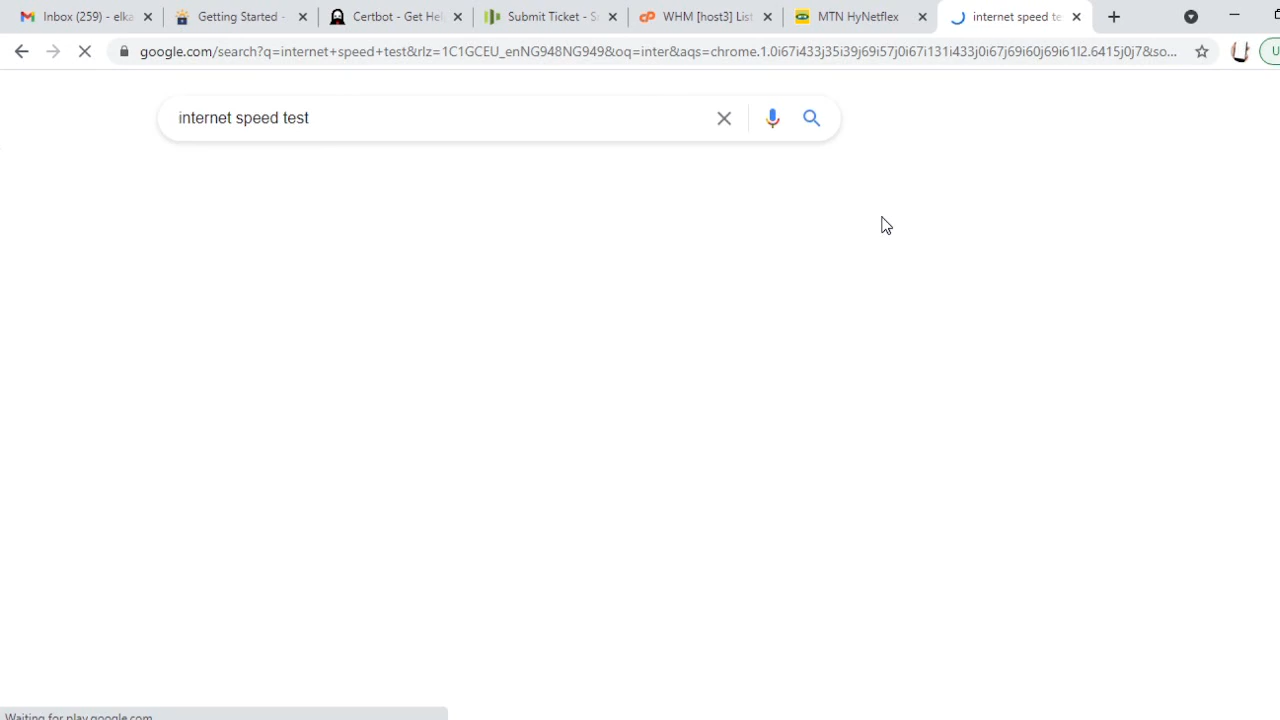 Inbox (259) - elka
Getting Started -
Certbot - Get Hel
Submit Ticket - S
WHM [host3] List
MTN HyNetflex
internet speed te
google.com/search?q=internet+speed+test&rlz=1C1GCEU_enNG948NG949&oq=inter&aqs=chrome.1.0i67i433j35i39j69i57j0i67i131i433j0i67j69i60j69i61l2.6415j0j7&so...
internet speed test
Waiting for play.google.com